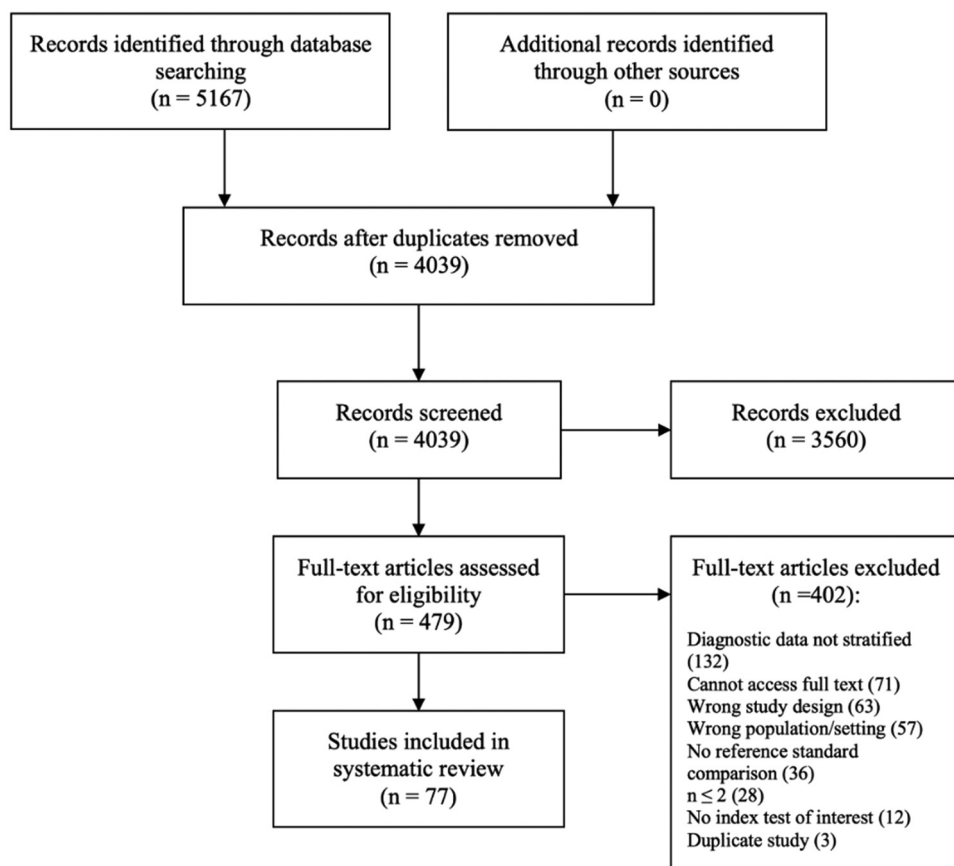 Records identified through database
searching
(n = 5167)
Additional records identified
through other sources
(n = 0)
Records after duplicates removed
(n = 4039)
Records screened
(n = 4039)
Records excluded
(n = 3560)
Full-text articles assessed
for eligibility
(n = 479)
Full-text articles excluded
(n =402):
Diagnostic data not stratified
(132)
Cannot access full text (71)
Wrong study design (63)
Wrong population/setting (57)
No reference standard
comparison (36)
n ≤ 2 (28)
No index test of interest (12)
Duplicate study (3)
Studies included in
systematic review
(n = 77)